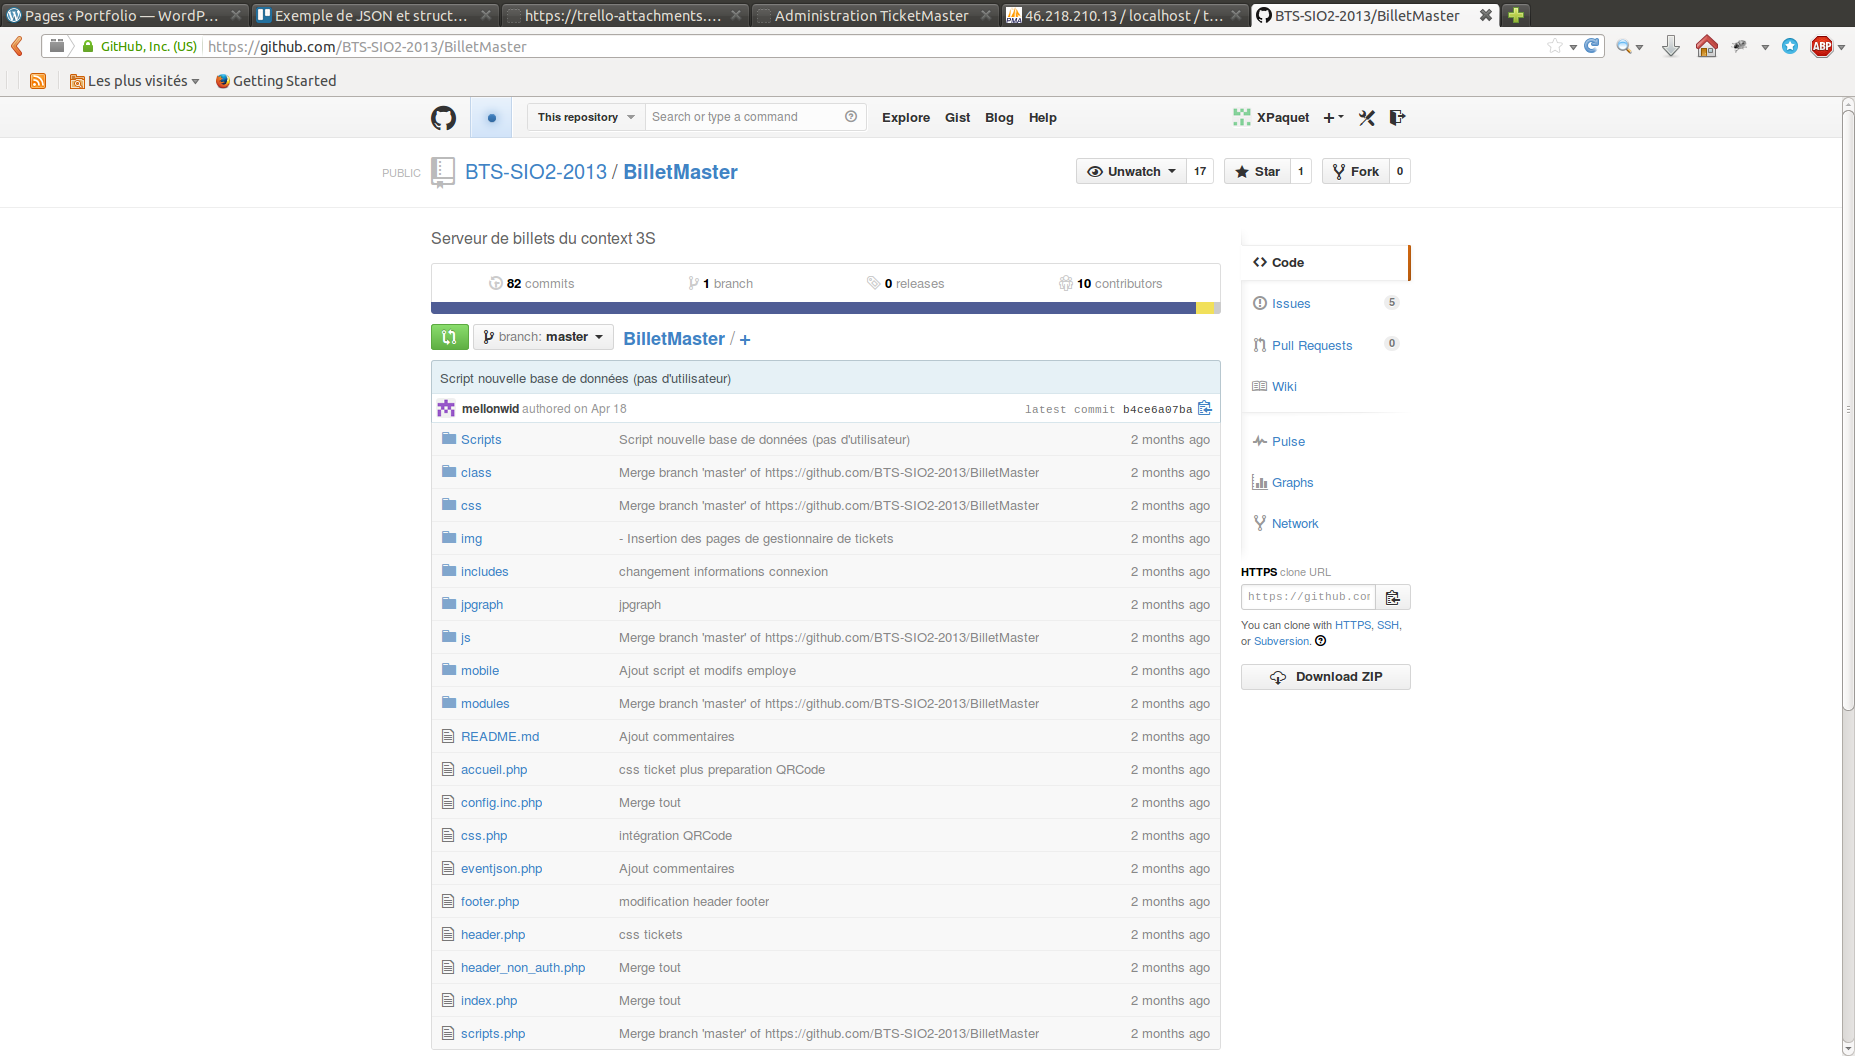 Pages ‹ Portfolio — WordP...
Exemple de JSON et struct...
https://trello-attachments....
Administration TicketMaster
46.218.210.13 / localhost / t...
BTS-SIO2-2013/BilletMaster
GitHub, Inc. (US) https://github.com/BTS-SIO2-2013/BilletMaster
ABP
Les plus visités Getting Started
This repository Search or type a command Explore Gist Blog Help XPaquet
PUBLIC BTS-SIO2-2013 / BilletMaster Unwatch 17 Star 1 Fork 0
Serveur de billets du context 3S
82 commits 1 branch 0 releases 10 contributors
branch: master BilletMaster / +
Script nouvelle base de données (pas d'utilisateur)
mellonwid authored on Apr 18 latest commit b4ce6a07ba
Scripts Script nouvelle base de données (pas d'utilisateur) 2 months ago
class Merge branch 'master' of https://github.com/BTS-SIO2-2013/BilletMaster 2 months ago
css Merge branch 'master' of https://github.com/BTS-SIO2-2013/BilletMaster 2 months ago
img - Insertion des pages de gestionnaire de tickets 2 months ago
includes changement informations connexion 2 months ago
jpgraph jpgraph 2 months ago
js Merge branch 'master' of https://github.com/BTS-SIO2-2013/BilletMaster 2 months ago
mobile Ajout script et modifs employe 2 months ago
modules Merge branch 'master' of https://github.com/BTS-SIO2-2013/BilletMaster 2 months ago
README.md Ajout commentaires 2 months ago
accueil.php css ticket plus preparation QRCode 2 months ago
config.inc.php Merge tout 2 months ago
css.php intégration QRCode 2 months ago
eventjson.php Ajout commentaires 2 months ago
footer.php modification header footer 2 months ago
header.php css tickets 2 months ago
header_non_auth.php Merge tout 2 months ago
index.php Merge tout 2 months ago
scripts.php Merge branch 'master' of https://github.com/BTS-SIO2-2013/BilletMaster 2 months ago
Code
Issues 5
Pull Requests 0
Wiki
Pulse
Graphs
Network
HTTPS clone URL
https://github.com
You can clone with HTTPS, SSH,
or Subversion.
Download ZIP